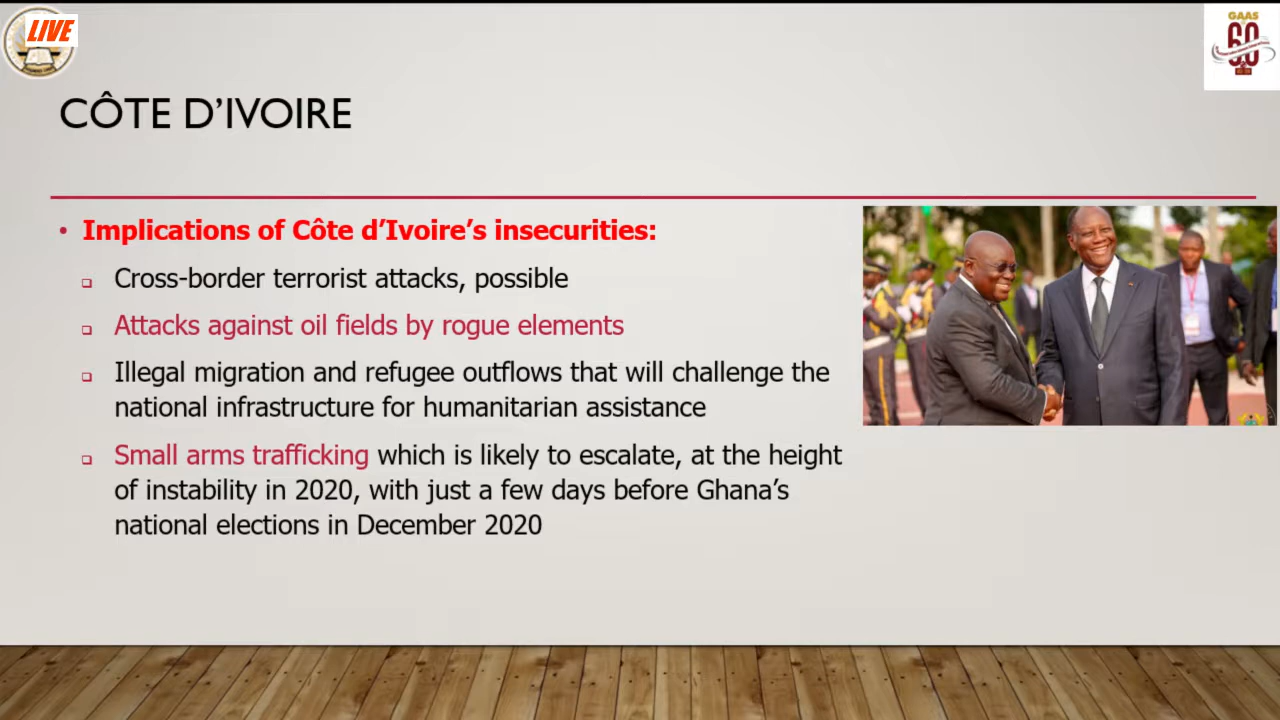 LIVE
GAAS
60
CÔTE D’IVOIRE
• Implications of Côte d’Ivoire’s insecurities:
❑ Cross-border terrorist attacks, possible
❑ Attacks against oil fields by rogue elements
❑ Illegal migration and refugee outflows that will challenge the
national infrastructure for humanitarian assistance
❑ Small arms trafficking which is likely to escalate, at the height
of instability in 2020, with just a few days before Ghana’s
national elections in December 2020